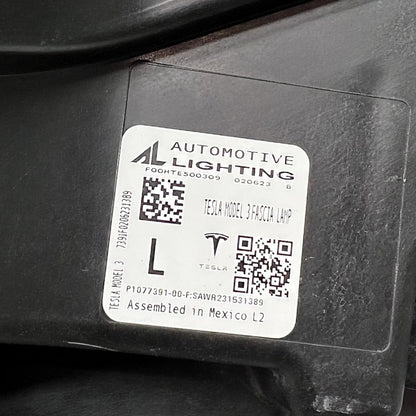 AL AUTOMOTIVE
LIGHTING
F00HTE500309 020623 B
TESLA MODEL 3 FASCIA LAMP
L
TESLA
TESLA MODEL 3 7391F0206231389
P1077391-00-F:SAWR231531389
Assembled in Mexico L2